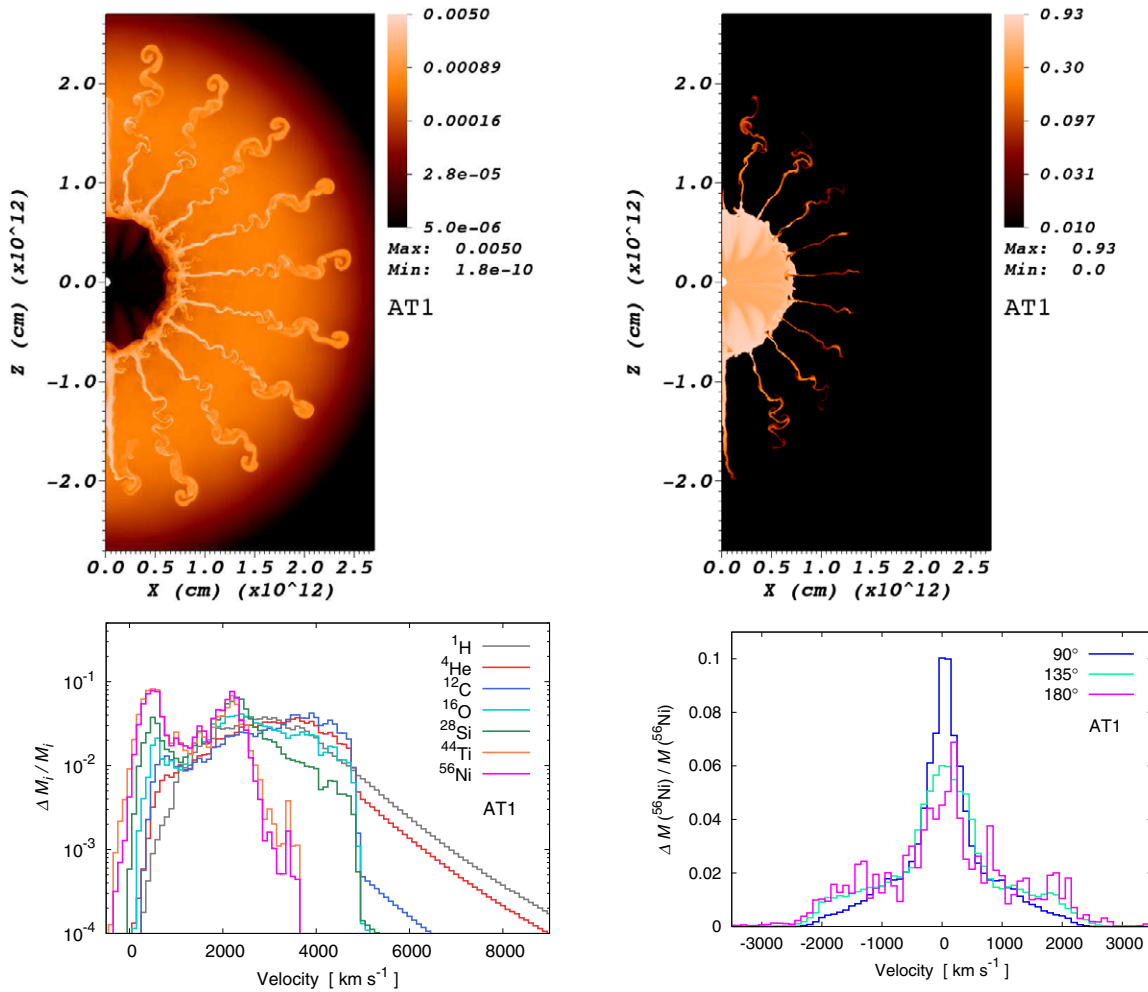 0.0050
0.00089
0.00016
2.8e-05
5.0e-06
Max: 0.0050
Min: 1.8e-10
AT1
2.0
1.0
0.0
-1.0
-2.0
Z (cm) (x10^12)
0.0 0.5 1.0 1.5 2.0 2.5
X (cm) (x10^12)
0.93
0.30
0.097
0.031
0.010
Max: 0.93
Min: 0.0
AT1
2.0
1.0
0.0
-1.0
-2.0
Z (cm) (x10^12)
0.0 0.5 1.0 1.5 2.0 2.5
X (cm) (x10^12)
¹H
⁴He
¹²C
¹⁶O
²⁸Si
⁴⁴Ti
⁵⁶Ni
AT1
10⁻¹
10⁻²
10⁻³
10⁻⁴
Δ Mᵢ / Mᵢ
0 2000 4000 6000 8000
Velocity [ km s⁻¹ ]
90°
135°
180°
AT1
0.1
0.08
0.06
0.04
0.02
0
Δ M (⁵⁶Ni) / M (⁵⁶Ni)
-3000 -2000 -1000 0 1000 2000 3000
Velocity [ km s⁻¹ ]